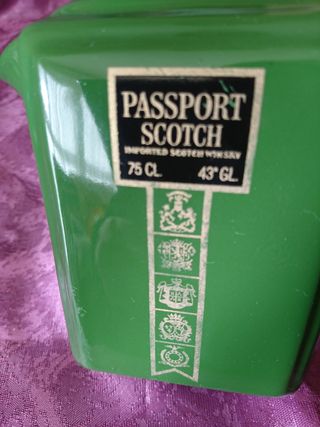 PASSPORT
SCOTCH
IMPORTED SCOTCH WHISKY
75 CL. 43° GL.